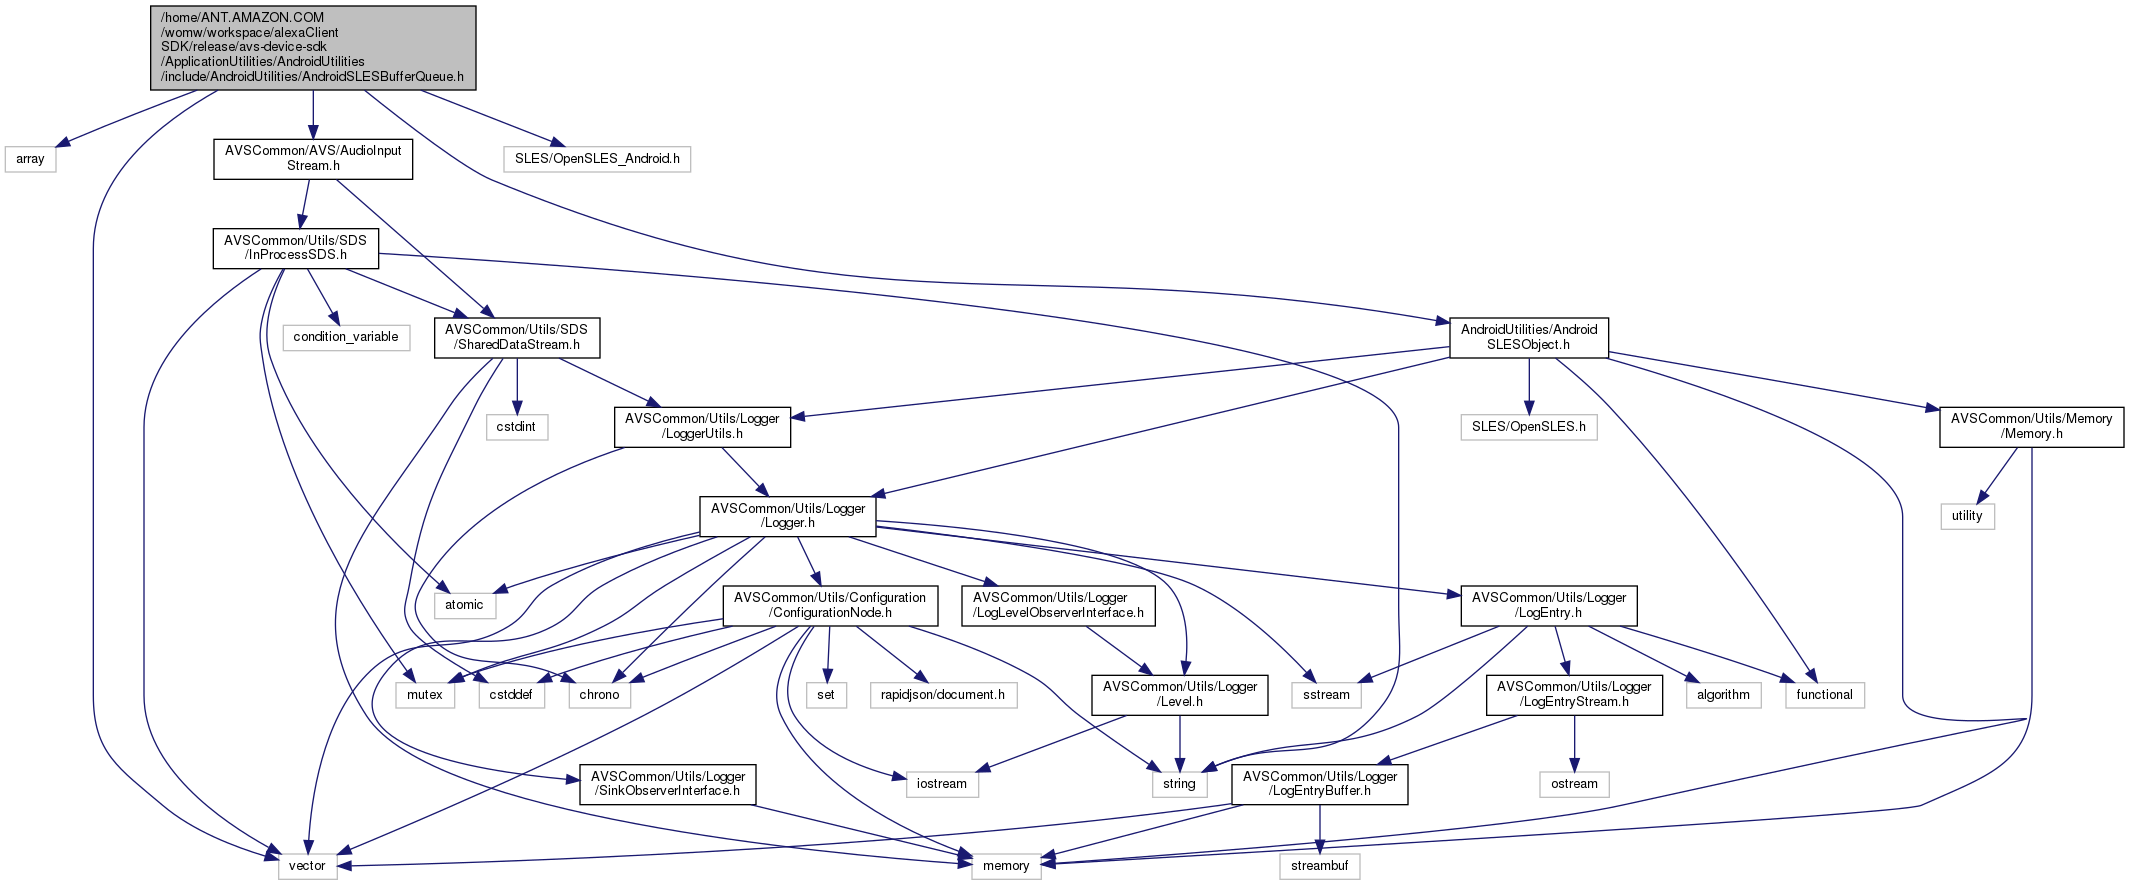 /home/ANT.AMAZON.COM
/womw/workspace/alexaClient
SDK/release/avs-device-sdk
/ApplicationUtilities/AndroidUtilities
/include/AndroidUtilities/AndroidSLESBufferQueue.h
array
AVSCommon/AVS/AudioInput
Stream.h
SLES/OpenSLES_Android.h
AVSCommon/Utils/SDS
/InProcessSDS.h
condition_variable
AVSCommon/Utils/SDS
/SharedDataStream.h
AndroidUtilities/Android
SLESObject.h
cstdint
AVSCommon/Utils/Logger
/LoggerUtils.h
SLES/OpenSLES.h
AVSCommon/Utils/Memory
/Memory.h
AVSCommon/Utils/Logger
/Logger.h
utility
atomic
AVSCommon/Utils/Configuration
/ConfigurationNode.h
AVSCommon/Utils/Logger
/LogLevelObserverInterface.h
AVSCommon/Utils/Logger
/LogEntry.h
mutex
cstddef
chrono
set
rapidjson/document.h
AVSCommon/Utils/Logger
/Level.h
sstream
AVSCommon/Utils/Logger
/LogEntryStream.h
algorithm
functional
AVSCommon/Utils/Logger
/SinkObserverInterface.h
iostream
string
AVSCommon/Utils/Logger
/LogEntryBuffer.h
ostream
vector
memory
streambuf